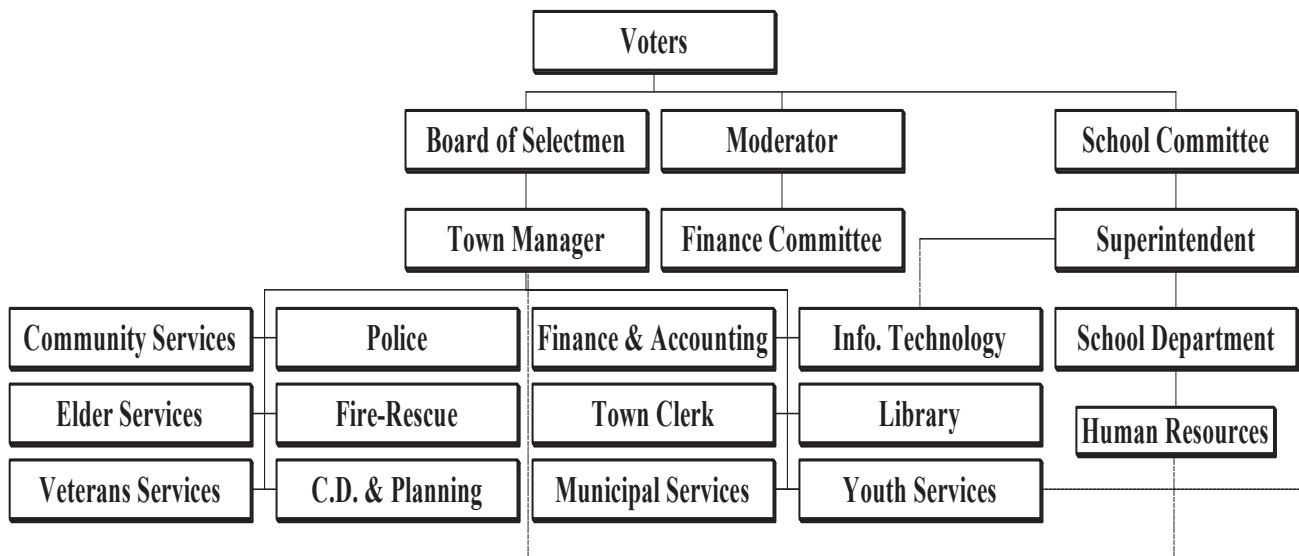 Voters
Board of Selectmen
Moderator
School Committee
Town Manager
Finance Committee
Superintendent
Community Services
Police
Finance & Accounting
Info. Technology
School Department
Elder Services
Fire-Rescue
Town Clerk
Library
Human Resources
Veterans Services
C.D. & Planning
Municipal Services
Youth Services